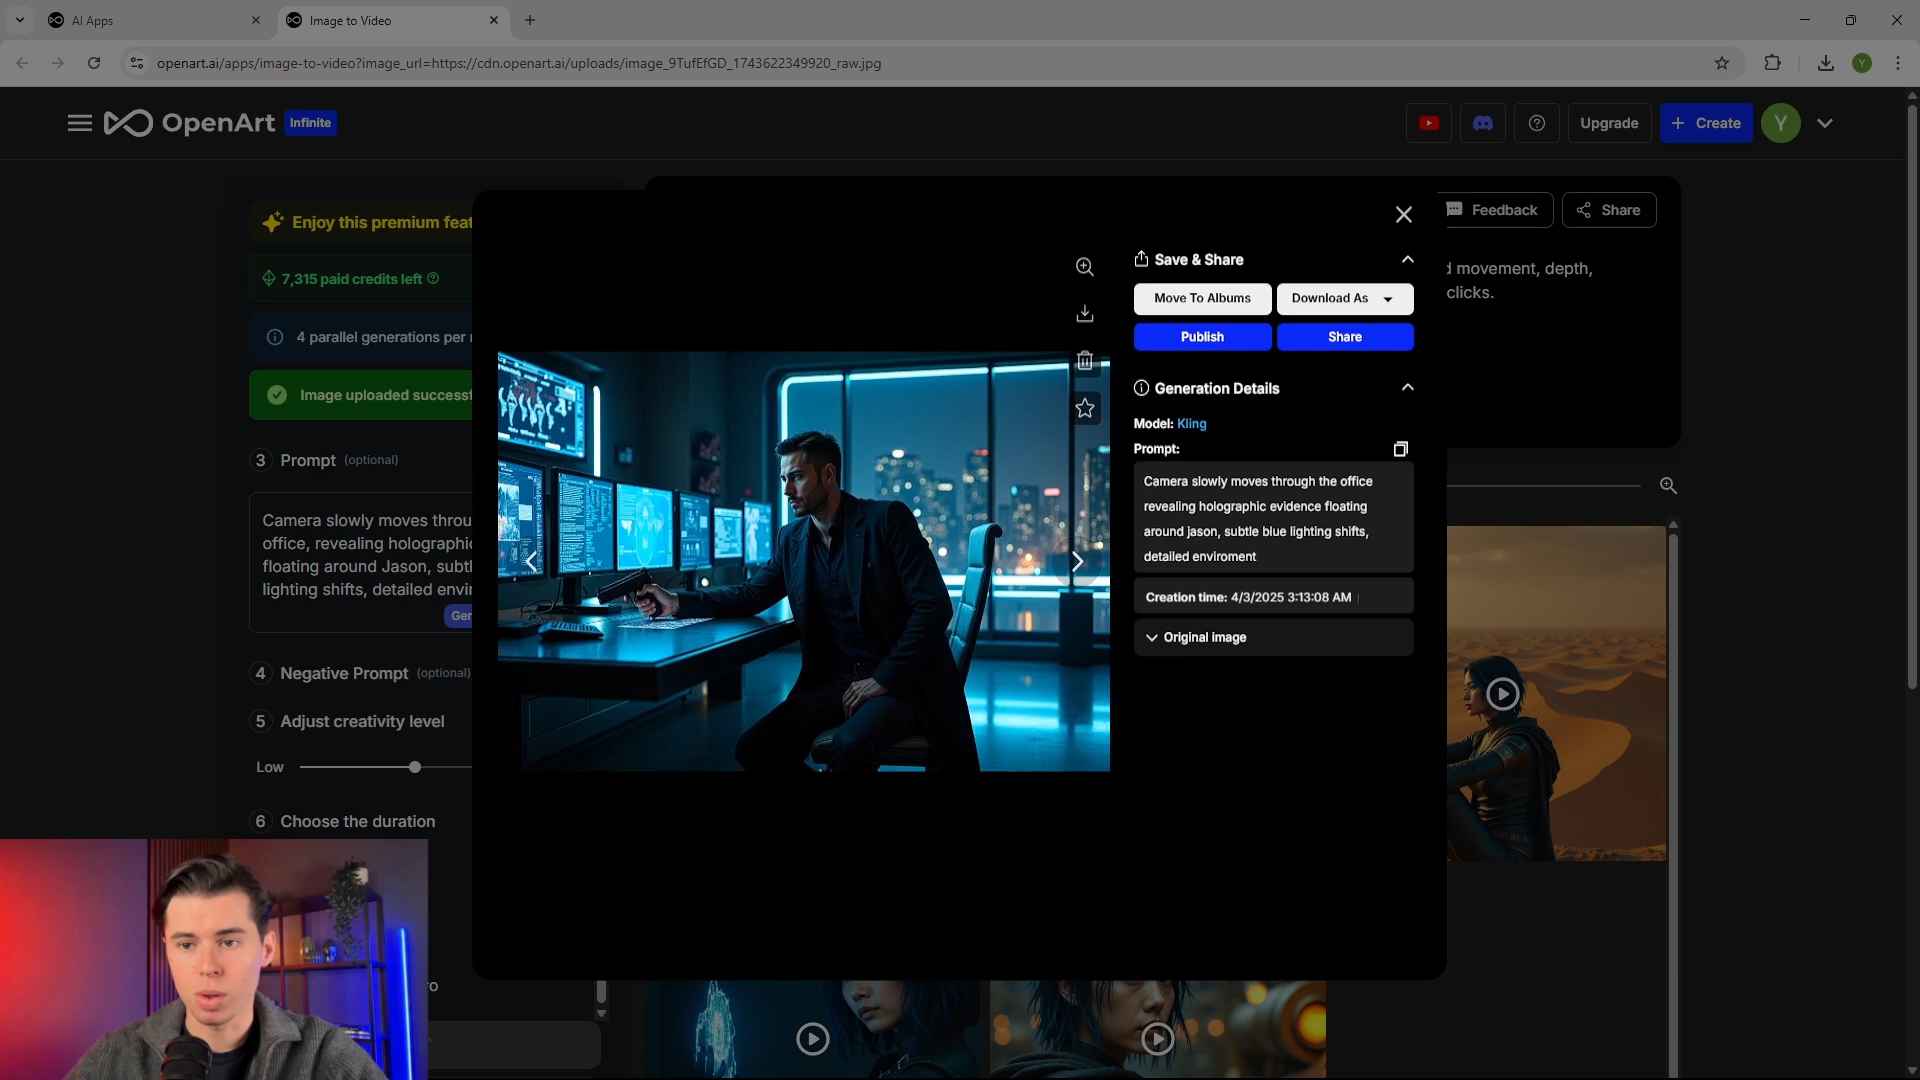 AI Apps
Image to Video
openart.ai/apps/image-to-video?image_url=https://cdn.openart.ai/uploads/image_9TufEfGD_1743622349920_raw.jpg
Y
OpenArt Infinite
Upgrade
+ Create
Y
Enjoy this premium feat
Feedback
Share
7,315 paid credits left
4 parallel generations per
Image uploaded successf
3 Prompt (optional)
Camera slowly moves throu
office, revealing holographic
floating around Jason, subtl
lighting shifts, detailed envir
Gen
4 Negative Prompt (optional)
5 Adjust creativity level
Low
6 Choose the duration
Save & Share
Move To Albums
Download As
Publish
Share
Generation Details
Model: Kling
Prompt:
Camera slowly moves through the office
revealing holographic evidence floating
around jason, subtle blue lighting shifts,
detailed enviroment
Creation time: 4/3/2025 3:13:08 AM
Original image
d movement, depth,
clicks.
ro